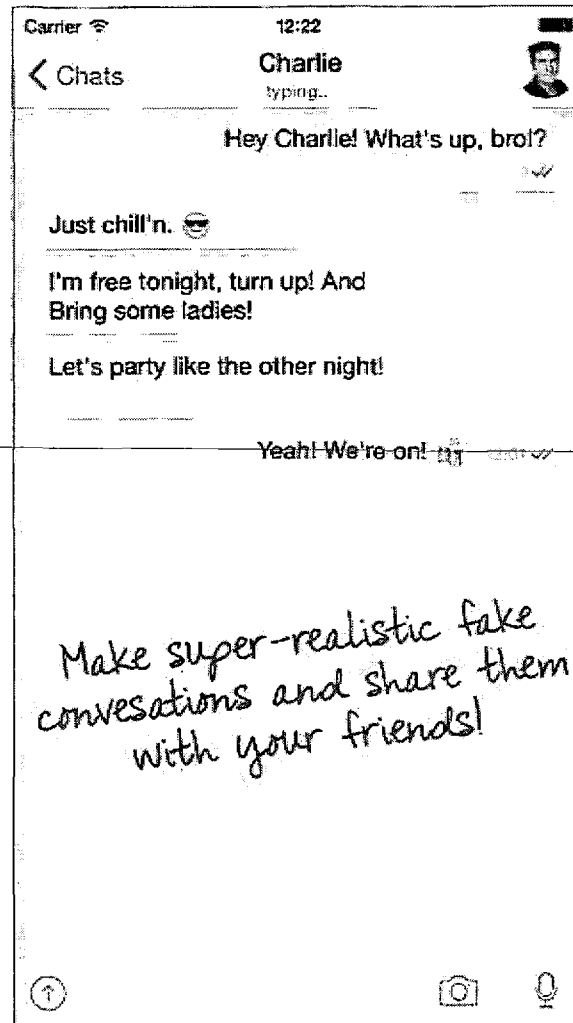 Carrier
12:22
Chats
Charlie
typing..
Hey Charlie! What's up, bro!?
Just chill'n. 😎
I'm free tonight, turn up! And
Bring some ladies!
Let's party like the other night!
Yeah! We're on!
Make super-realistic fake
convesations and share them
with your friends!